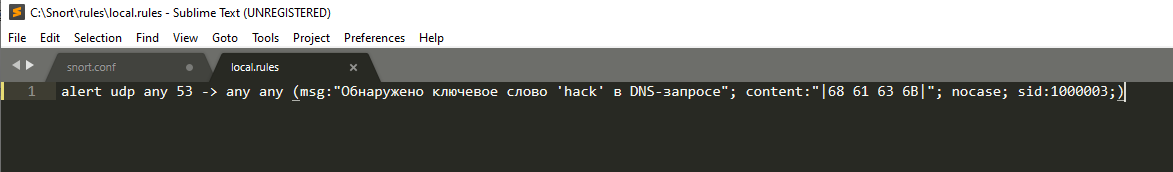 C:\Snort\rules\local.rules - Sublime Text (UNREGISTERED)
File Edit Selection Find View Goto Tools Project Preferences Help
snort.conf local.rules
1 alert udp any 53 -> any any (msg:"Обнаружено ключевое слово 'hack' в DNS-запросе"; content:"|68 61 63 6B|"; nocase; sid:1000003;)